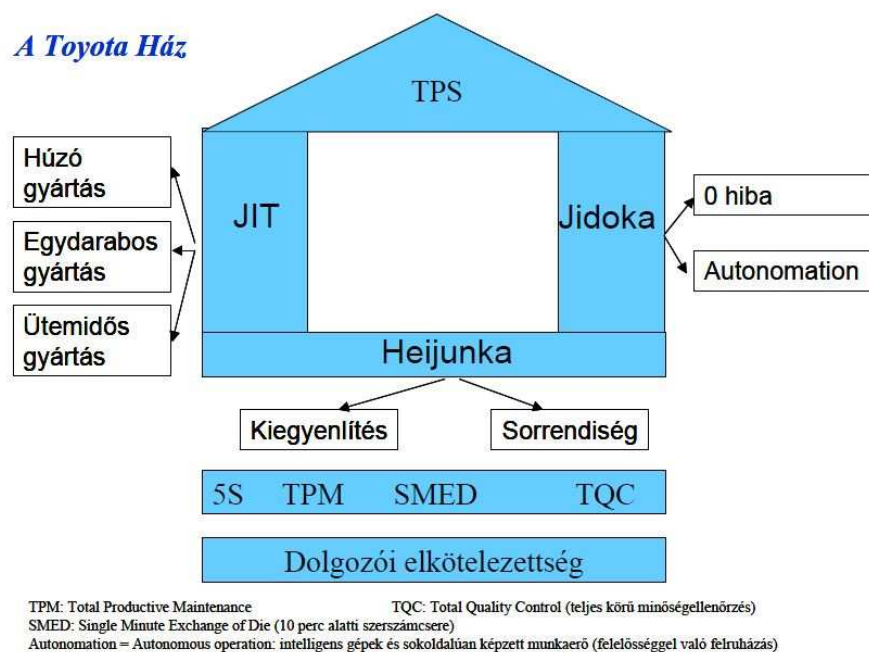 A Toyota Ház
TPS
Húzó
gyártás
Egydarabos
gyártás
Ütemidős
gyártás
JIT
Jidoka
0 hiba
Autonomation
Heijunka
Kiegyenlítés
Sorrendiség
5S TPM SMED TQC
Dolgozói elkötelezettség
TPM: Total Productive Maintenance TQC: Total Quality Control (teljes körű minőségellenőrzés)
SMED: Single Minute Exchange of Die (10 perc alatti szerszámcsere)
Autonomation = Autonomous operation: intelligens gépek és sokoldalúan képzett munkaerő (felelősséggel való felruházás)